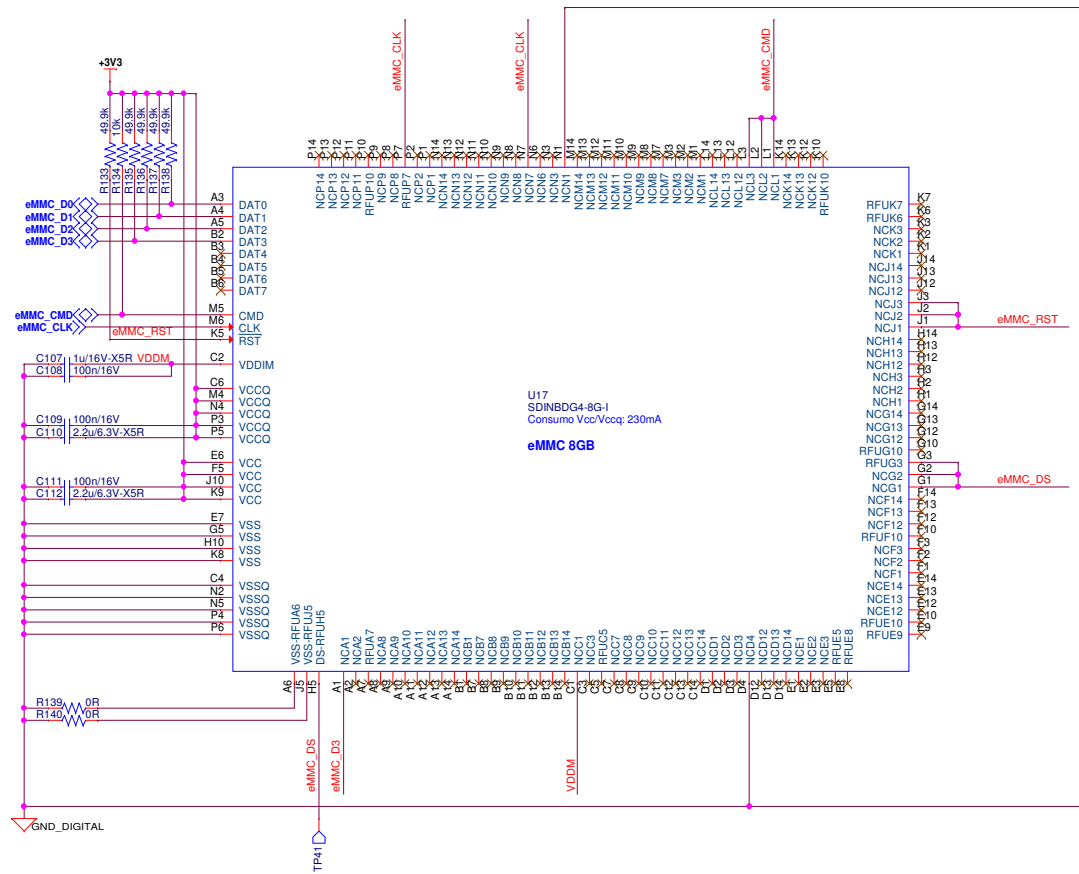 +3V3
49.9k
10k
49.9k
49.9k
49.9k
49.9k
R133
R134
R135
R136
R137
R138
eMMC_CLK
eMMC_CLK
eMMC_CMD
P14 P13 P12 P11 P10 P9 P8 P7 P2 P1 N14 N13 N12 N11 N10 N9 N8 N7 N6 N3 N1 M14 M13 M12 M11 M10 M9 M8 M7 M3 M2 M1 L14 L13 L12 L3 L2 L1 K14 K13 K12 K10
NCP14 NCP13 NCP12 NCP11 RFUP10 NCP9 NCP8 RFUP7 NCP2 NCP1 NCN14 NCN13 NCN12 NCN11 NCN10 NCN9 NCN8 NCN7 NCN6 NCN3 NCN1 NCM14 NCM13 NCM12 NCM11 NCM10 NCM9 NCM8 NCM7 NCM3 NCM2 NCM1 NCL14 NCL13 NCL12 NCL3 NCL2 NCL1 NCK14 NCK13 NCK12 RFUK10
eMMC_D0 A3 DAT0
eMMC_D1 A4 DAT1
eMMC_D2 A5 DAT2
eMMC_D3 B2 DAT3
B3 DAT4
B4 DAT5
B5 DAT6
B6 DAT7
eMMC_CMD M5 CMD
eMMC_CLK M6 CLK
eMMC_RST K5 RST
C107 1u/16V-X5R VDDM C2 VDDIM
C108 100n/16V
C6 VCCQ
M4 VCCQ
N4 VCCQ
C109 100n/16V P3 VCCQ
C110 2.2u/6.3V-X5R P5 VCCQ
E6 VCC
F5 VCC
C111 100n/16V J10 VCC
C112 2.2u/6.3V-X5R K9 VCC
E7 VSS
G5 VSS
H10 VSS
K8 VSS
C4 VSSQ
N2 VSSQ
N5 VSSQ
P4 VSSQ
P6 VSSQ
U17
SDINBDG4-8G-I
Consumo Vcc/Vccq: 230mA
eMMC 8GB
RFUK7 K7
RFUK6 K6
NCK3 K3
NCK2 K2
NCK1 K1
NCJ14 J14
NCJ13 J13
NCJ12 J12
NCJ3 J3
NCJ2 J2
NCJ1 J1 eMMC_RST
NCH14 H14
NCH13 H13
NCH12 H12
NCH3 H3
NCH2 H2
NCH1 H1
NCG14 G14
NCG13 G13
NCG12 G12
RFUG10 G10
RFUG3 G3
NCG2 G2
NCG1 G1 eMMC_DS
NCF14 F14
NCF13 F13
NCF12 F12
RFUF10 F10
NCF3 F3
NCF2 F2
NCF1 F1
NCE14 E14
NCE13 E13
NCE12 E12
RFUE10 E10
RFUE9 E9
VSS-RFUA6 VSS-RFUJ5 DS-RFUH5 NCA1 NCA2 RFUA7 NCA8 NCA9 NCA10 NCA11 NCA12 NCA13 NCA14 NCB1 NCB7 NCB8 NCB9 NCB10 NCB11 NCB12 NCB13 NCB14 NCC1 NCC3 RFUC5 NCC7 NCC8 NCC9 NCC10 NCC11 NCC12 NCC13 NCC14 NCD1 NCD2 NCD3 NCD4 NCD12 NCD13 NCD14 NCE1 NCE2 NCE3 RFUE5 RFUE8
A6 J5 H5 A1 A2 A7 A8 A9 A10 A11 A12 A13 A14 B1 B7 B8 B9 B10 B11 B12 B13 B14 C1 C3 C5 C7 C8 C9 C10 C11 C12 C13 C14 D1 D2 D3 D4 D12 D13 D14 E1 E2 E3 E5 E8
R139 0R
R140 0R
eMMC_DS
eMMC_D3
VDDM
GND_DIGITAL
TP41